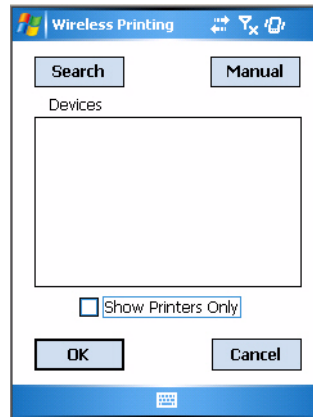 Wireless Printing
Search Manual
Devices
Show Printers Only
OK Cancel